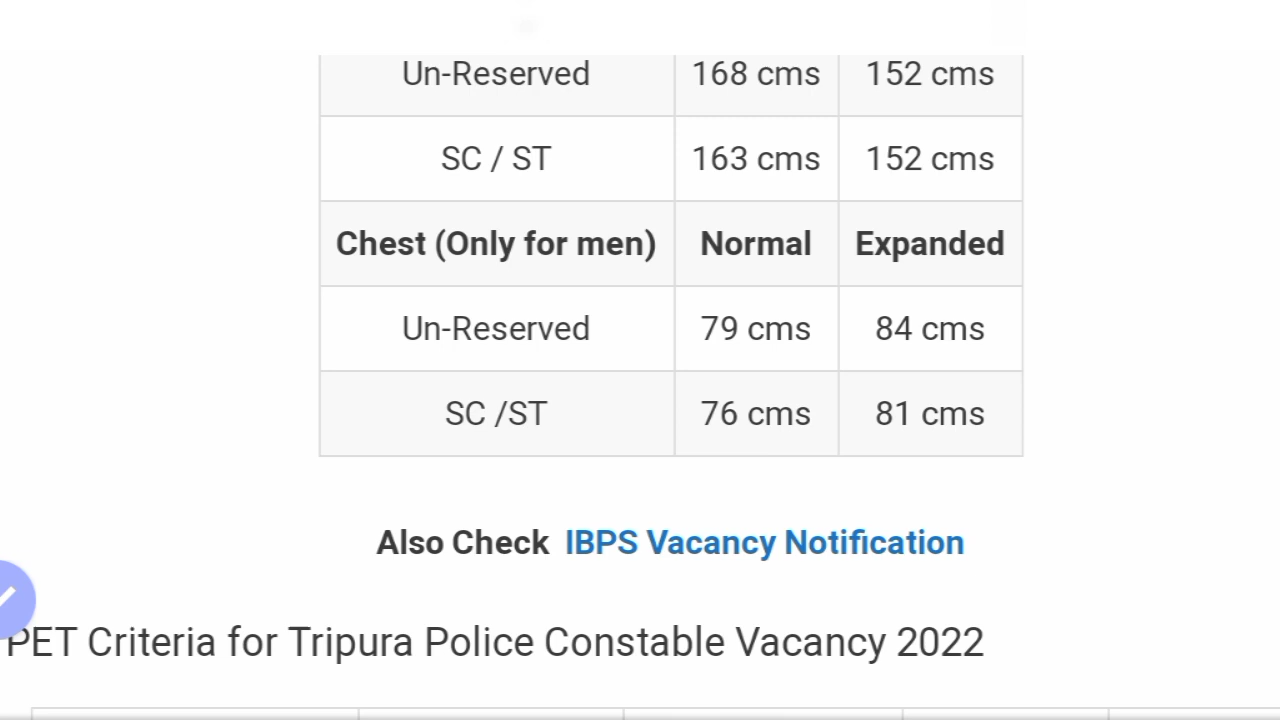 Un-Reserved 168 cms 152 cms
SC / ST 163 cms 152 cms
Chest (Only for men) Normal Expanded
Un-Reserved 79 cms 84 cms
SC /ST 76 cms 81 cms
Also Check IBPS Vacancy Notification
PET Criteria for Tripura Police Constable Vacancy 2022